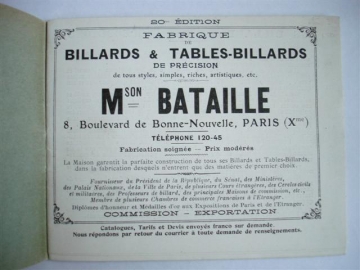 20me ÉDITION
FABRIQUE
DE
BILLARDS & TABLES-BILLARDS
DE PRÉCISION
de tous styles, simples, riches, artistiques, etc.
MSON BATAILLE
8, Boulevard de Bonne-Nouvelle, PARIS (Xme)
TÉLÉPHONE 120-45
Fabrication soignée — Prix modérés
La Maison garantit la parfaite construction de tous ses Billards et Tables-Billards,
dans la fabrication desquels n'entrent que des matières de premier choix.
Fournisseur du Président de la République, du Sénat, des Ministères,
des Palais Nationaux, de la Ville de Paris, de plusieurs Cours étrangères, des Cercles civils
et militaires, des Professeurs de billard, des principales Maisons de commission, etc.,
Membre de plusieurs Chambres de commerce françaises à l'Etranger.
Diplômes d'honneur et Médailles d'or aux Expositions de Paris et de l'Etranger.
COMMISSION — EXPORTATION
Catalogues, Tarifs et Devis envoyés franco sur demande
Nous répondons par retour du courrier à toute demande de renseignements.